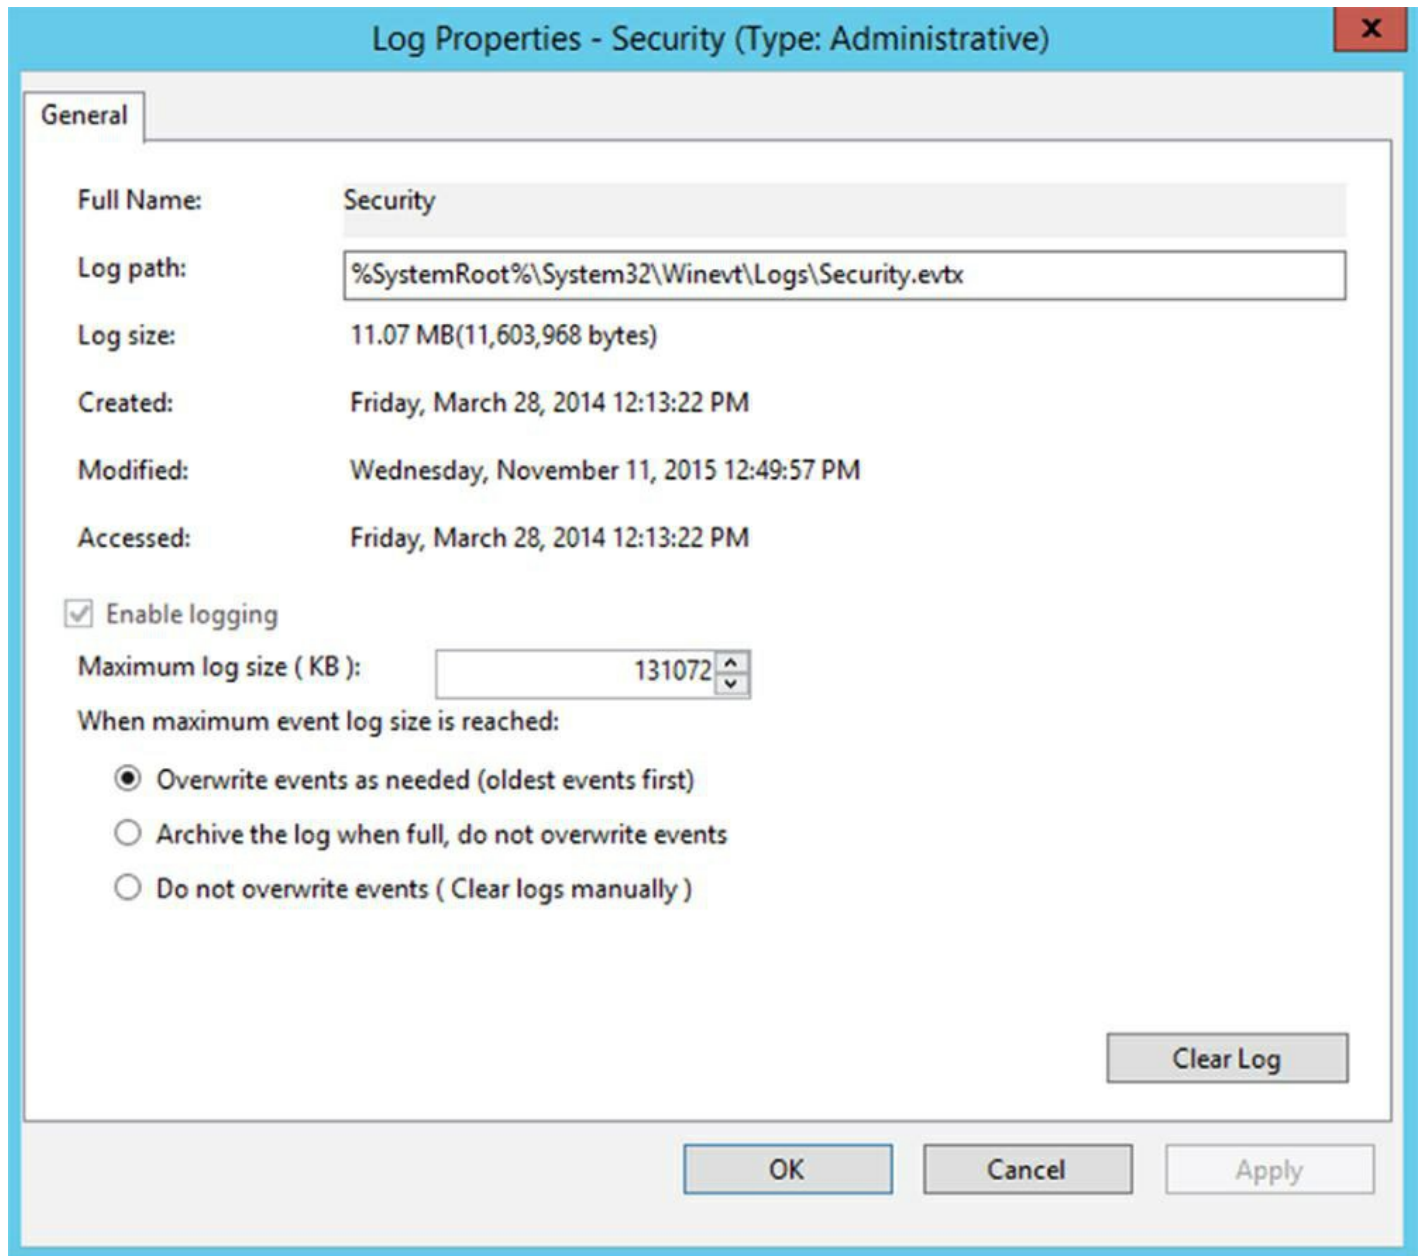 Log Properties - Security (Type: Administrative)
x
General
Full Name: Security
Log path: %SystemRoot%\System32\Winevt\Logs\Security.evtx
Log size: 11.07 MB(11,603,968 bytes)
Created: Friday, March 28, 2014 12:13:22 PM
Modified: Wednesday, November 11, 2015 12:49:57 PM
Accessed: Friday, March 28, 2014 12:13:22 PM
Enable logging
Maximum log size ( KB ): 131072
When maximum event log size is reached:
Overwrite events as needed (oldest events first)
Archive the log when full, do not overwrite events
Do not overwrite events ( Clear logs manually )
Clear Log
OK Cancel Apply